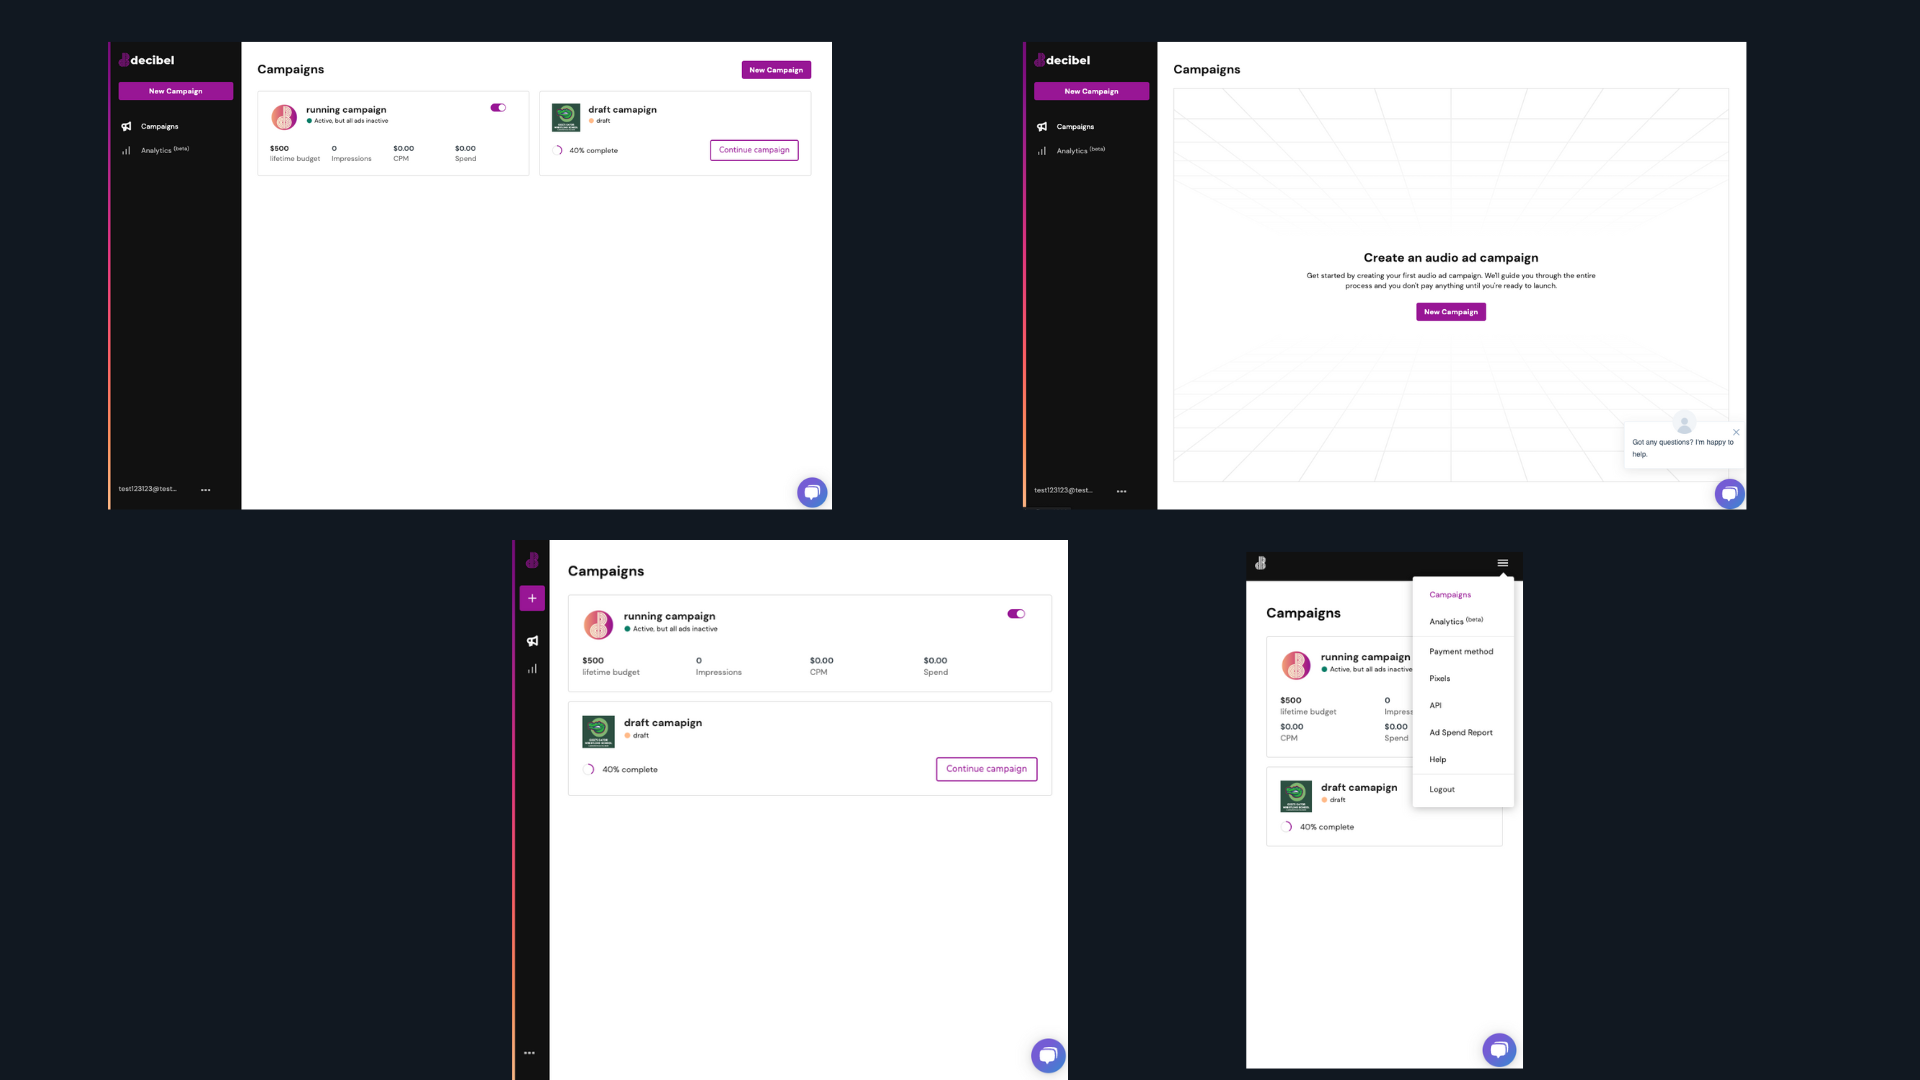 decibel
New Campaign
Campaigns
Analytics (beta)
test123123@test...
Campaigns
New Campaign
running campaign
Active, but all ads inactive
$500
lifetime budget
0
Impressions
$0.00
CPM
$0.00
Spend
draft camapign
draft
40% complete
Continue campaign
decibel
New Campaign
Campaigns
Analytics (beta)
test123123@test...
Campaigns
Create an audio ad campaign
Get started by creating your first audio ad campaign. We'll guide you through the entire
process and you don't pay anything until you're ready to launch.
New Campaign
Got any questions? I'm happy to
help.
Campaigns
running campaign
Active, but all ads inactive
$500
lifetime budget
0
Impressions
$0.00
CPM
$0.00
Spend
draft camapign
draft
40% complete
Continue campaign
Campaigns
running campaign
Active, but all ads inactive
$500
lifetime budget
0
Impress
$0.00
CPM
$0.00
Spend
draft camapign
draft
40% complete
Campaigns
Analytics (beta)
Payment method
Pixels
API
Ad Spend Report
Help
Logout